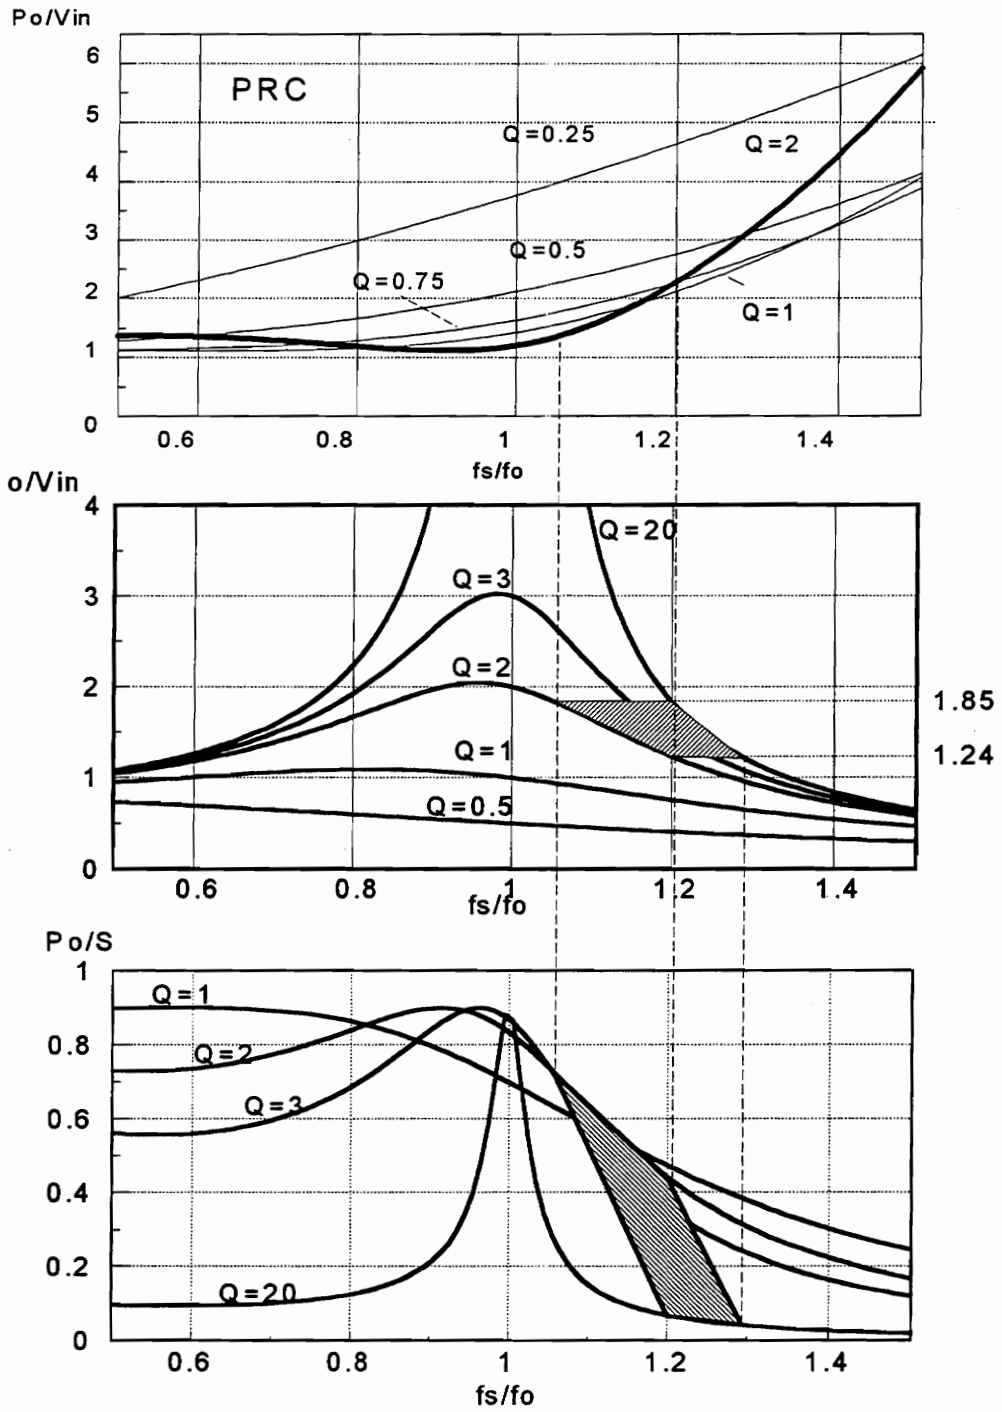 Po/Vin
6
PRC
5
Q=0.25
Q=2
4
3
Q=0.5
Q=0.75
2
Q=1
1
0
0.6 0.8 1 1.2 1.4
fs/fo
o/Vin
4
Q=20
Q=3
3
Q=2
2
1.85
Q=1
1.24
1
Q=0.5
0
0.6 0.8 1 1.2 1.4
fs/fo
Po/S
1
Q=1
0.8
Q=2
Q=3
0.6
0.4
0.2
Q=20
0
0.6 0.8 1 1.2 1.4
fs/fo